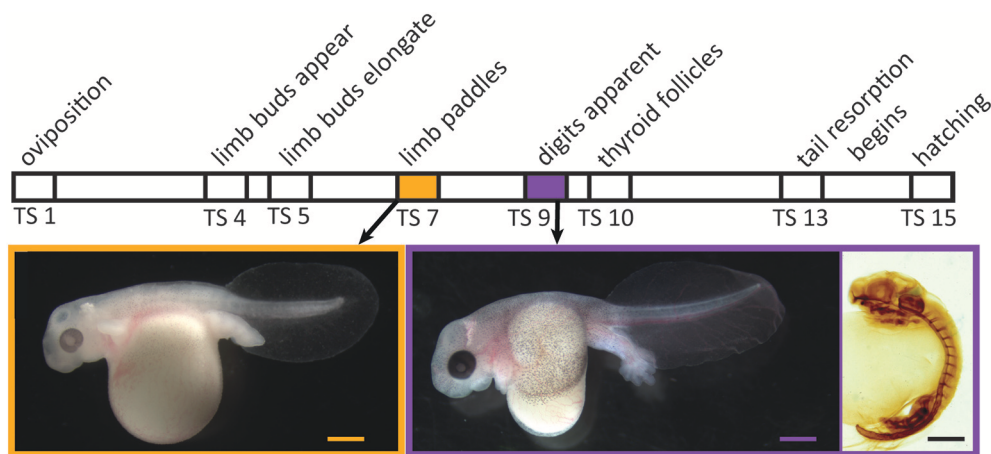 oviposition
limb buds appear
limb buds elongate
limb paddles
digits apparent
thyroid follicles
tail resorption
begins
hatching
TS 1
TS 4
TS 5
TS 7
TS 9
TS 10
TS 13
TS 15